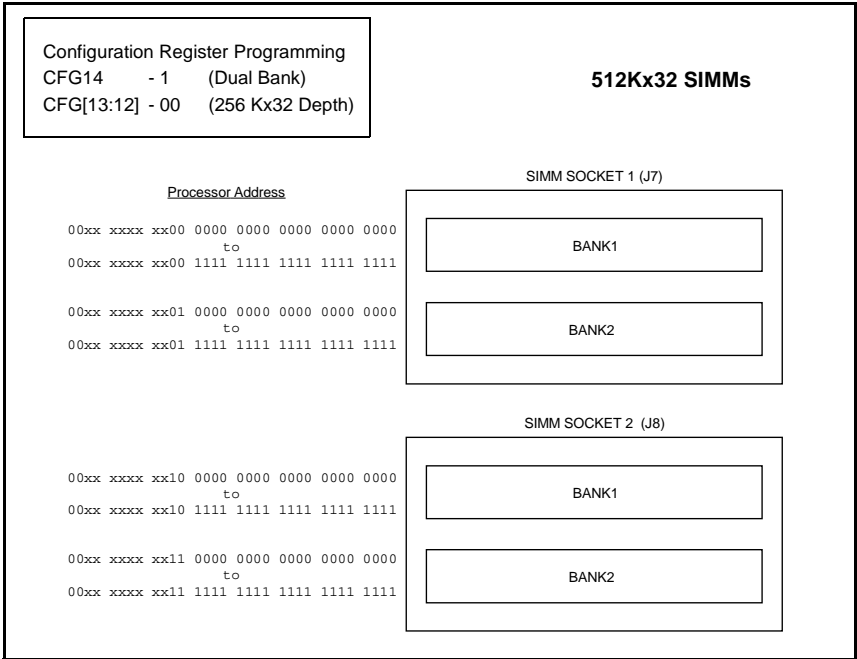 Configuration Register Programming
CFG14 - 1 (Dual Bank)
CFG[13:12] - 00 (256 Kx32 Depth)
512Kx32 SIMMs
Processor Address
SIMM SOCKET 1 (J7)
00xx xxxx xx00 0000 0000 0000 0000 0000
to
00xx xxxx xx00 1111 1111 1111 1111 1111
BANK1
00xx xxxx xx01 0000 0000 0000 0000 0000
to
00xx xxxx xx01 1111 1111 1111 1111 1111
BANK2
SIMM SOCKET 2 (J8)
00xx xxxx xx10 0000 0000 0000 0000 0000
to
00xx xxxx xx10 1111 1111 1111 1111 1111
BANK1
00xx xxxx xx11 0000 0000 0000 0000 0000
to
00xx xxxx xx11 1111 1111 1111 1111 1111
BANK2